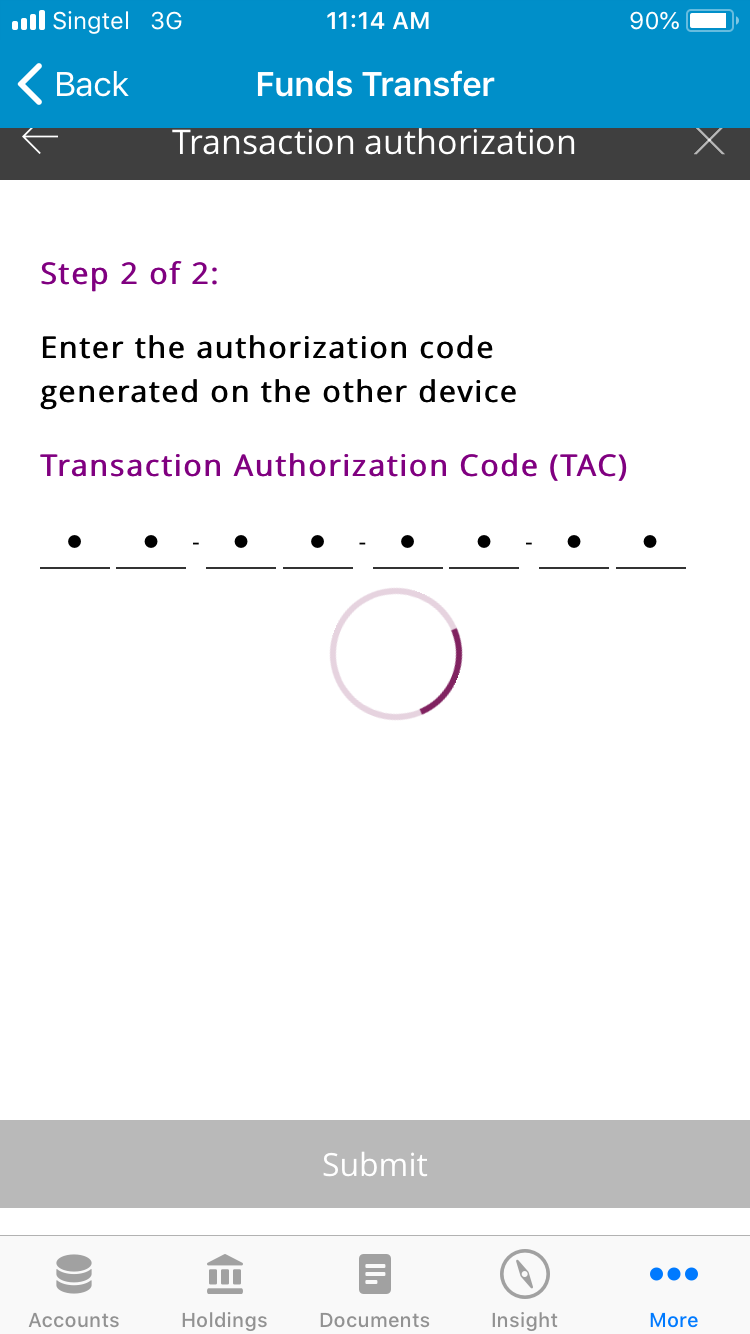 Singtel 3G 11:14 AM 90%
Back Funds Transfer
Transaction authorization
Step 2 of 2:
Enter the authorization code
generated on the other device
Transaction Authorization Code (TAC)
● ● - ● ● - ● ● - ● ●
Submit
Accounts Holdings Documents Insight More